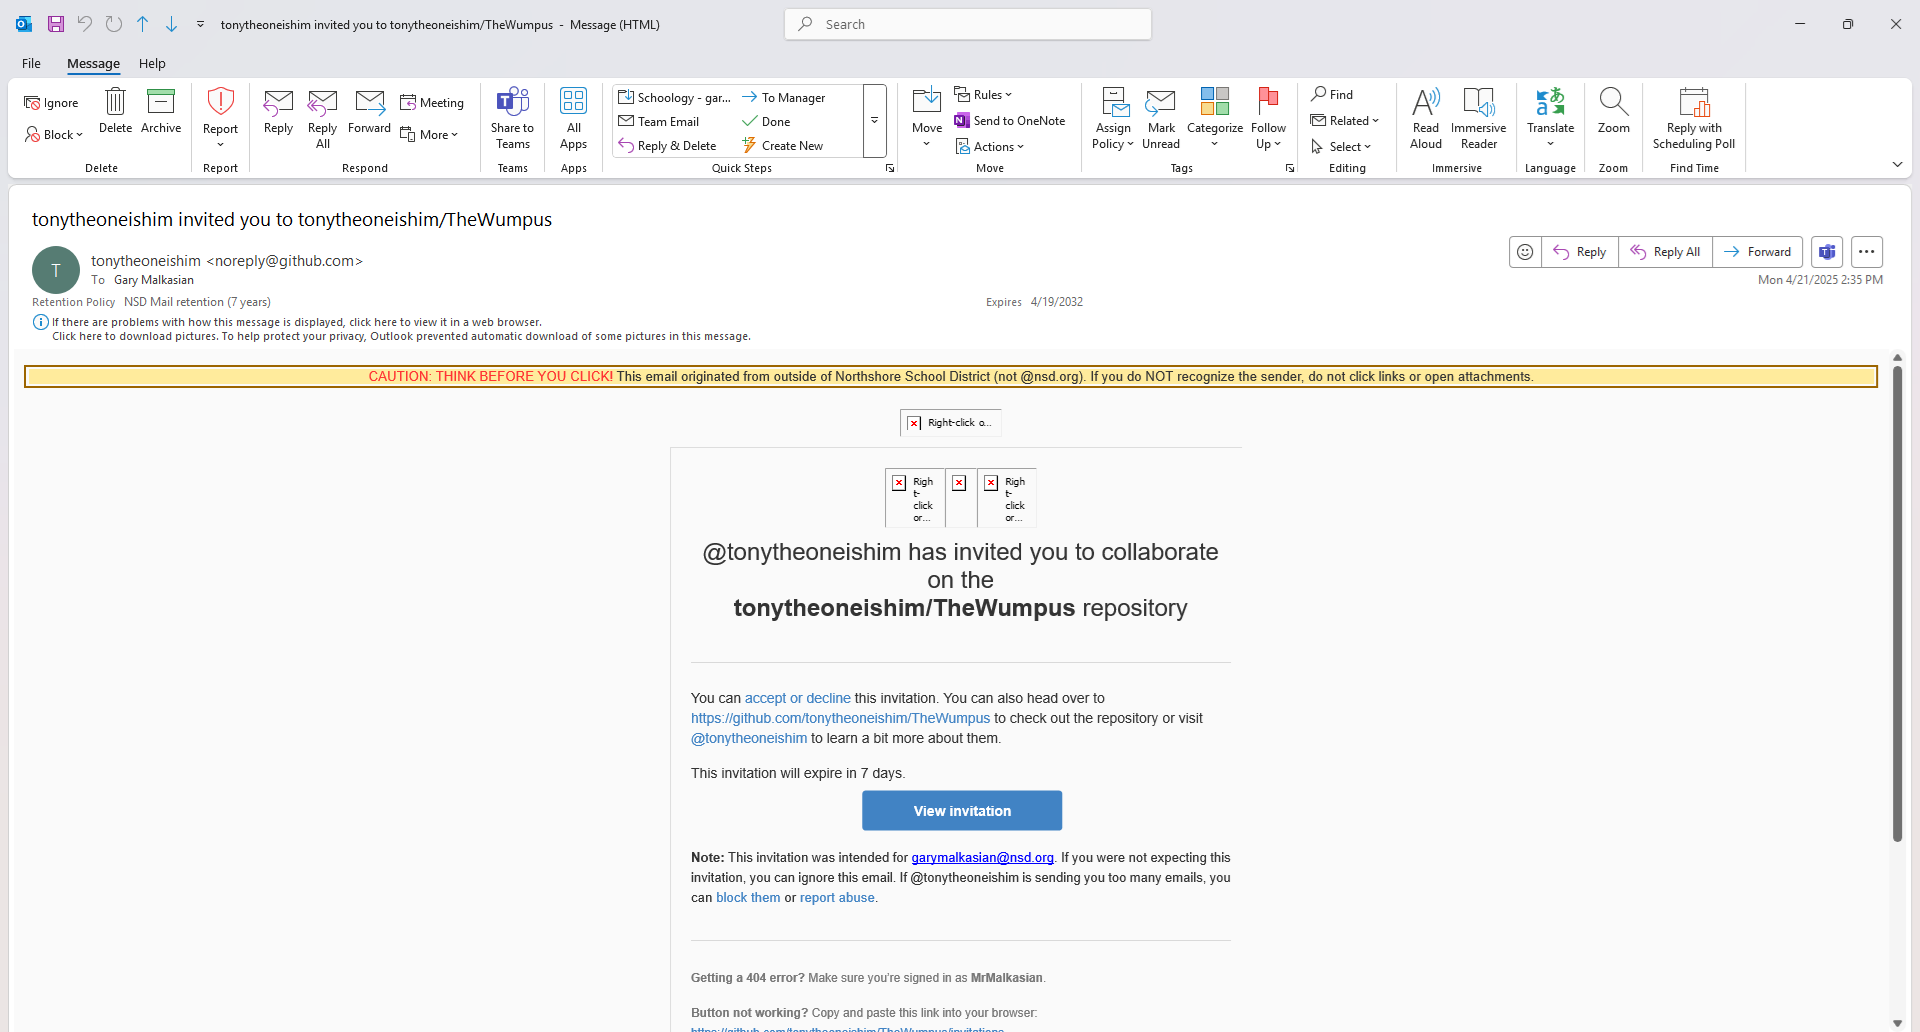 tonytheoneishim invited you to tonytheoneishim/TheWumpus - Message (HTML)
Search
File Message Help
Ignore
Block
Delete
Archive
Delete
Report
Report
Reply
Reply All
Forward
Meeting
More
Respond
Share to Teams
Teams
All Apps
Apps
Schoology - gar...
Team Email
Reply & Delete
To Manager
Done
Create New
Quick Steps
Move
Rules
Send to OneNote
Actions
Move
Assign Policy
Mark Unread
Categorize
Follow Up
Tags
Find
Related
Select
Editing
Read Aloud
Immersive Reader
Immersive
Translate
Language
Zoom
Zoom
Reply with Scheduling Poll
Find Time
tonytheoneishim invited you to tonytheoneishim/TheWumpus
T
tonytheoneishim <noreply@github.com>
To Gary Malkasian
Reply
Reply All
Forward
Mon 4/21/2025 2:35 PM
Retention Policy NSD Mail retention (7 years)
Expires 4/19/2032
If there are problems with how this message is displayed, click here to view it in a web browser.
Click here to download pictures. To help protect your privacy, Outlook prevented automatic download of some pictures in this message.
CAUTION: THINK BEFORE YOU CLICK! This email originated from outside of Northshore School District (not @nsd.org). If you do NOT recognize the sender, do not click links or open attachments.
Right-click o...
Righ
t-
click
or...
Righ
t-
click
or...
@tonytheoneishim has invited you to collaborate
on the
tonytheoneishim/TheWumpus repository
You can accept or decline this invitation. You can also head over to
https://github.com/tonytheoneishim/TheWumpus to check out the repository or visit
@tonytheoneishim to learn a bit more about them.
This invitation will expire in 7 days.
View invitation
Note: This invitation was intended for garymalkasian@nsd.org. If you were not expecting this
invitation, you can ignore this email. If @tonytheoneishim is sending you too many emails, you
can block them or report abuse.
Getting a 404 error? Make sure you're signed in as MrMalkasian.
Button not working? Copy and paste this link into your browser:
https://github.com/tonytheoneishim/TheWumpus/invitations